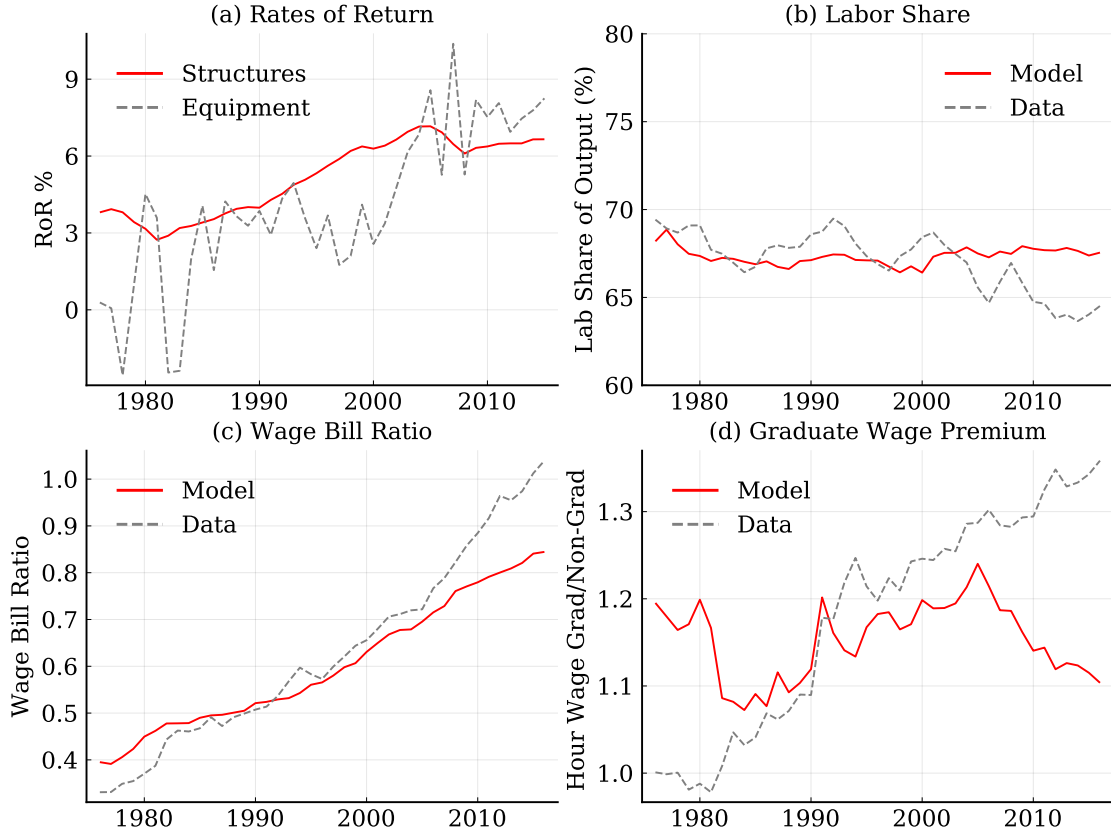 (a) Rates of Return
RoR %
9
6
3
0
Structures
Equipment
1980 1990 2000 2010
(b) Labor Share
Lab Share of Output (%)
80
75
70
65
60
Model
Data
1980 1990 2000 2010
(c) Wage Bill Ratio
Wage Bill Ratio
1.0
0.9
0.8
0.7
0.6
0.5
0.4
Model
Data
1980 1990 2000 2010
(d) Graduate Wage Premium
Hour Wage Grad/Non-Grad
1.3
1.2
1.1
1.0
Model
Data
1980 1990 2000 2010